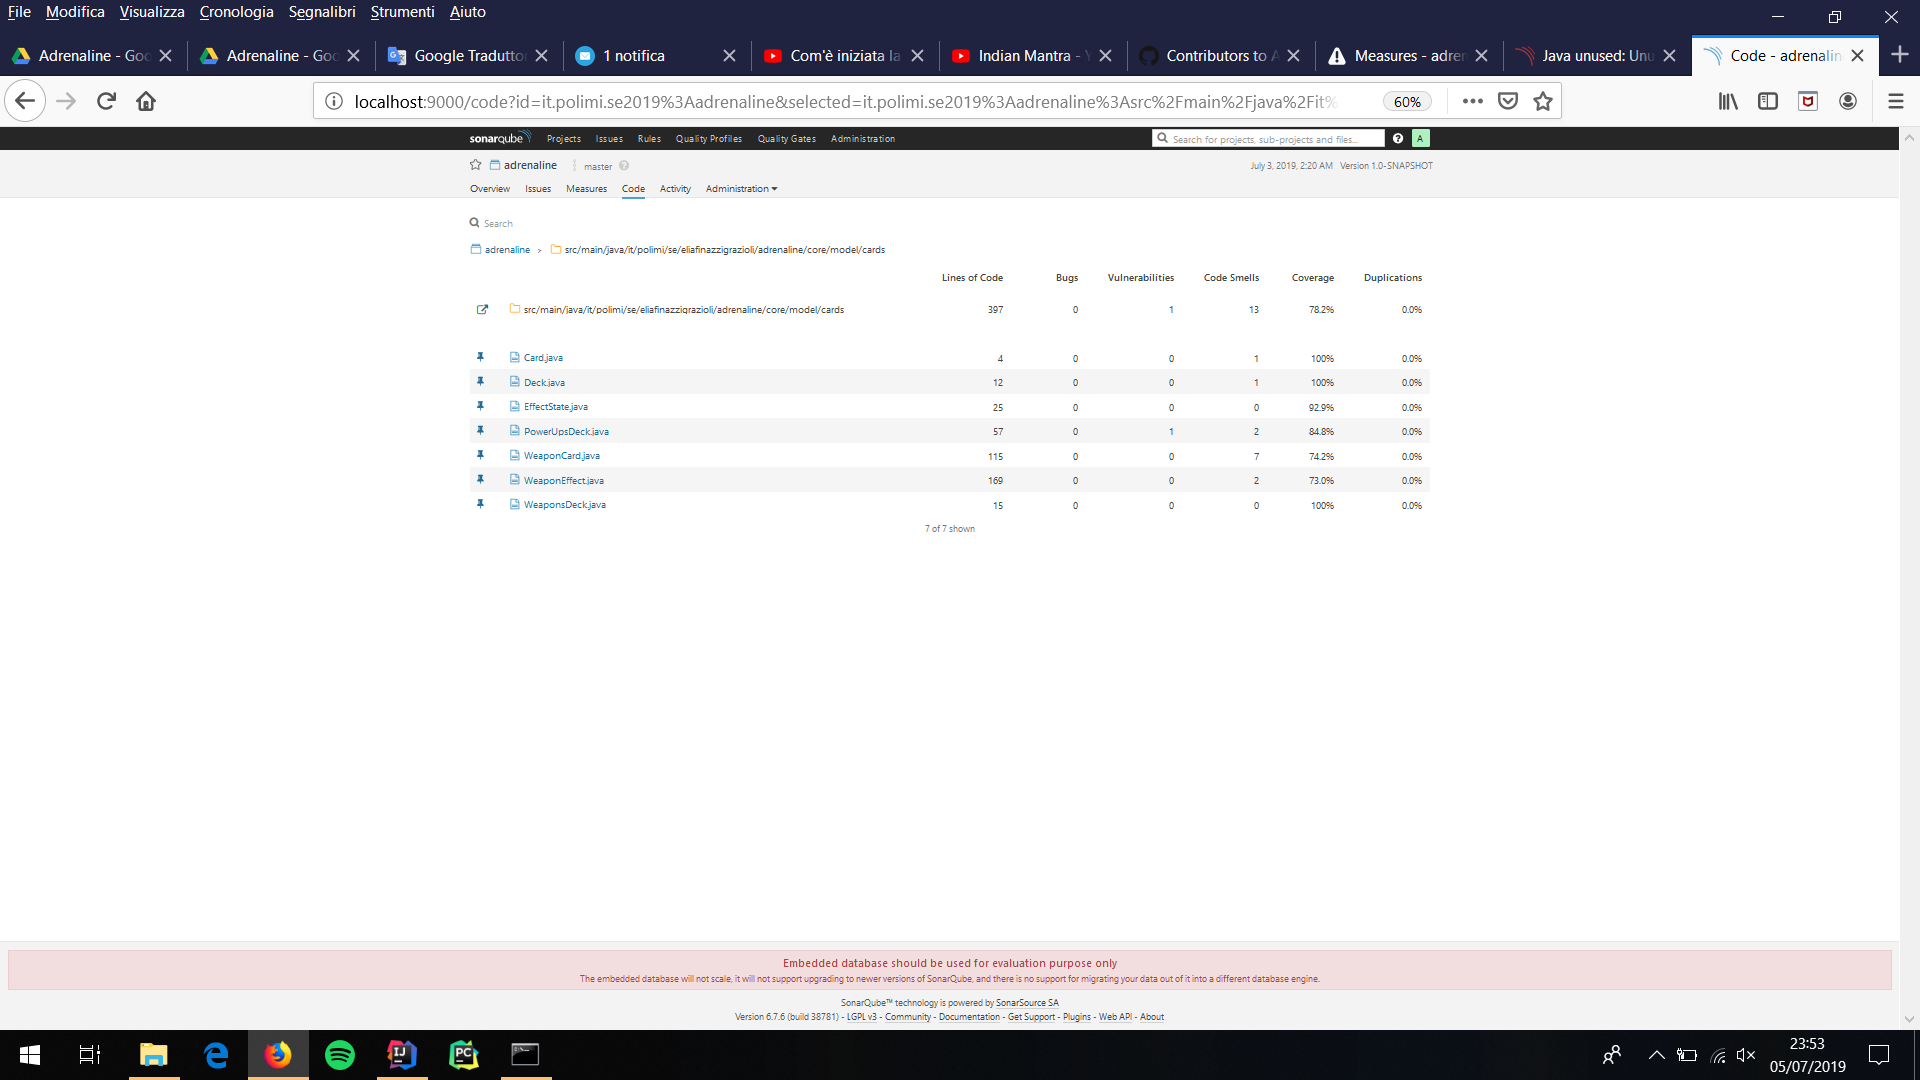 File Modifica Visualizza Cronologia Segnalibri Strumenti Aiuto
Adrenaline - Goo Adrenaline - Goo Google Traduttor 1 notifica Com'è iniziata la Indian Mantra - Y Contributors to A Measures - adren Java unused: Unu Code - adrenalin
localhost:9000/code?id=it.polimi.se2019%3Aadrenaline&selected=it.polimi.se2019%3Aadrenaline%3Asrc%2Fmain%2Fjava%2Fit% 60%
sonarqube Projects Issues Rules Quality Profiles Quality Gates Administration Search for projects, sub-projects and files... ? A
adrenaline master ? July 3, 2019, 2:20 AM Version 1.0-SNAPSHOT
Overview Issues Measures Code Activity Administration
Search
adrenaline > src/main/java/it/polimi/se/eliafinazzigrazioli/adrenaline/core/model/cards
Lines of Code Bugs Vulnerabilities Code Smells Coverage Duplications
src/main/java/it/polimi/se/eliafinazzigrazioli/adrenaline/core/model/cards 397 0 1 13 78.2% 0.0%
Card.java 4 0 0 1 100% 0.0%
Deck.java 12 0 0 1 100% 0.0%
EffectState.java 25 0 0 0 92.9% 0.0%
PowerUpsDeck.java 57 0 1 2 84.8% 0.0%
WeaponCard.java 115 0 0 7 74.2% 0.0%
WeaponEffect.java 169 0 0 2 73.0% 0.0%
WeaponsDeck.java 15 0 0 0 100% 0.0%
7 of 7 shown
Embedded database should be used for evaluation purpose only
The embedded database will not scale, it will not support upgrading to newer versions of SonarQube, and there is no support for migrating your data out of it into a different database engine.
SonarQube™ technology is powered by SonarSource SA
Version 6.7.6 (build 38781) - LGPL v3 - Community - Documentation - Get Support - Plugins - Web API - About
23:53
05/07/2019